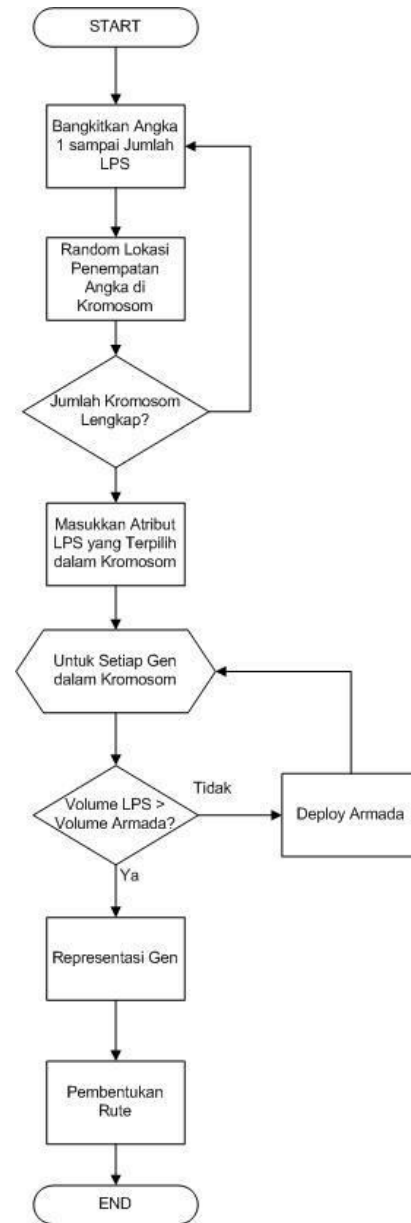 START
Bangkitkan Angka
1 sampai Jumlah
LPS
Random Lokasi
Penempatan
Angka di
Kromosom
Jumlah Kromosom
Lengkap?
Masukkan Atribut
LPS yang Terpilih
dalam Kromosom
Untuk Setiap Gen
dalam Kromosom
Volume LPS >
Volume Armada?
Tidak
Deploy Armada
Ya
Representasi Gen
Pembentukan
Rute
END